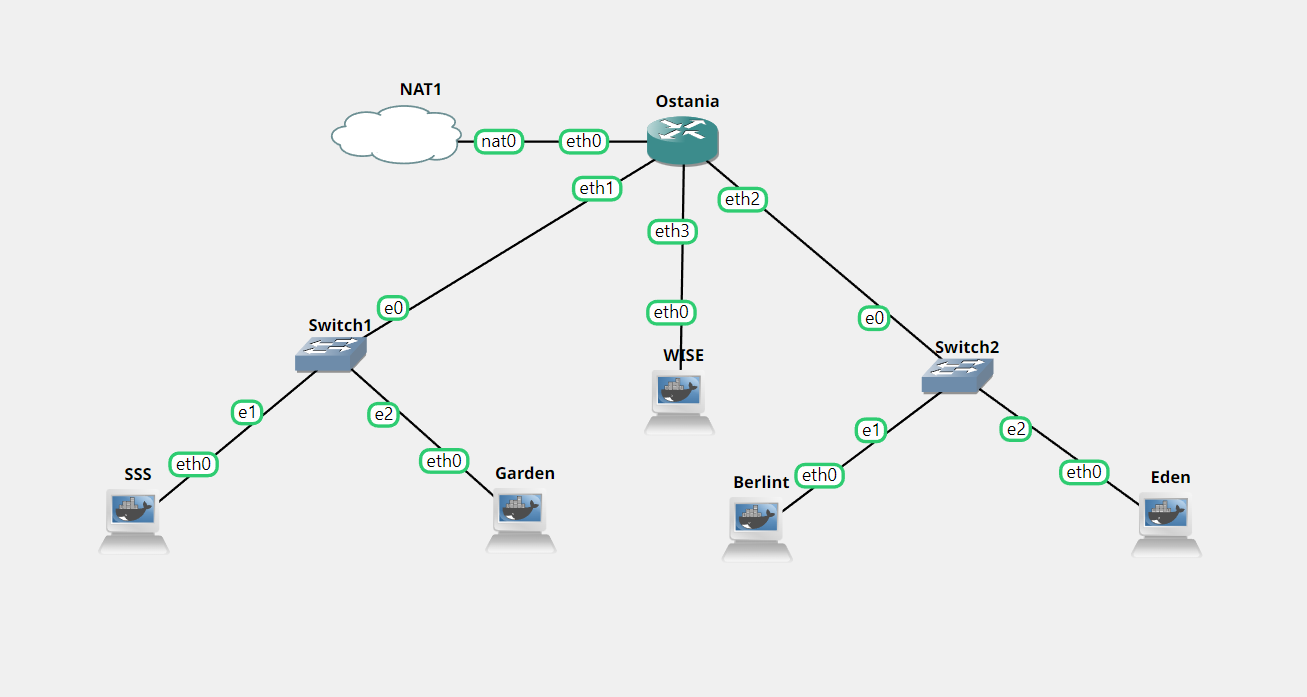 NAT1
Ostania
nat0
eth0
eth1
eth2
eth3
e0
eth0
e0
Switch1
WISE
Switch2
e1
e2
e1
e2
eth0
eth0
eth0
eth0
SSS
Garden
Berlint
Eden